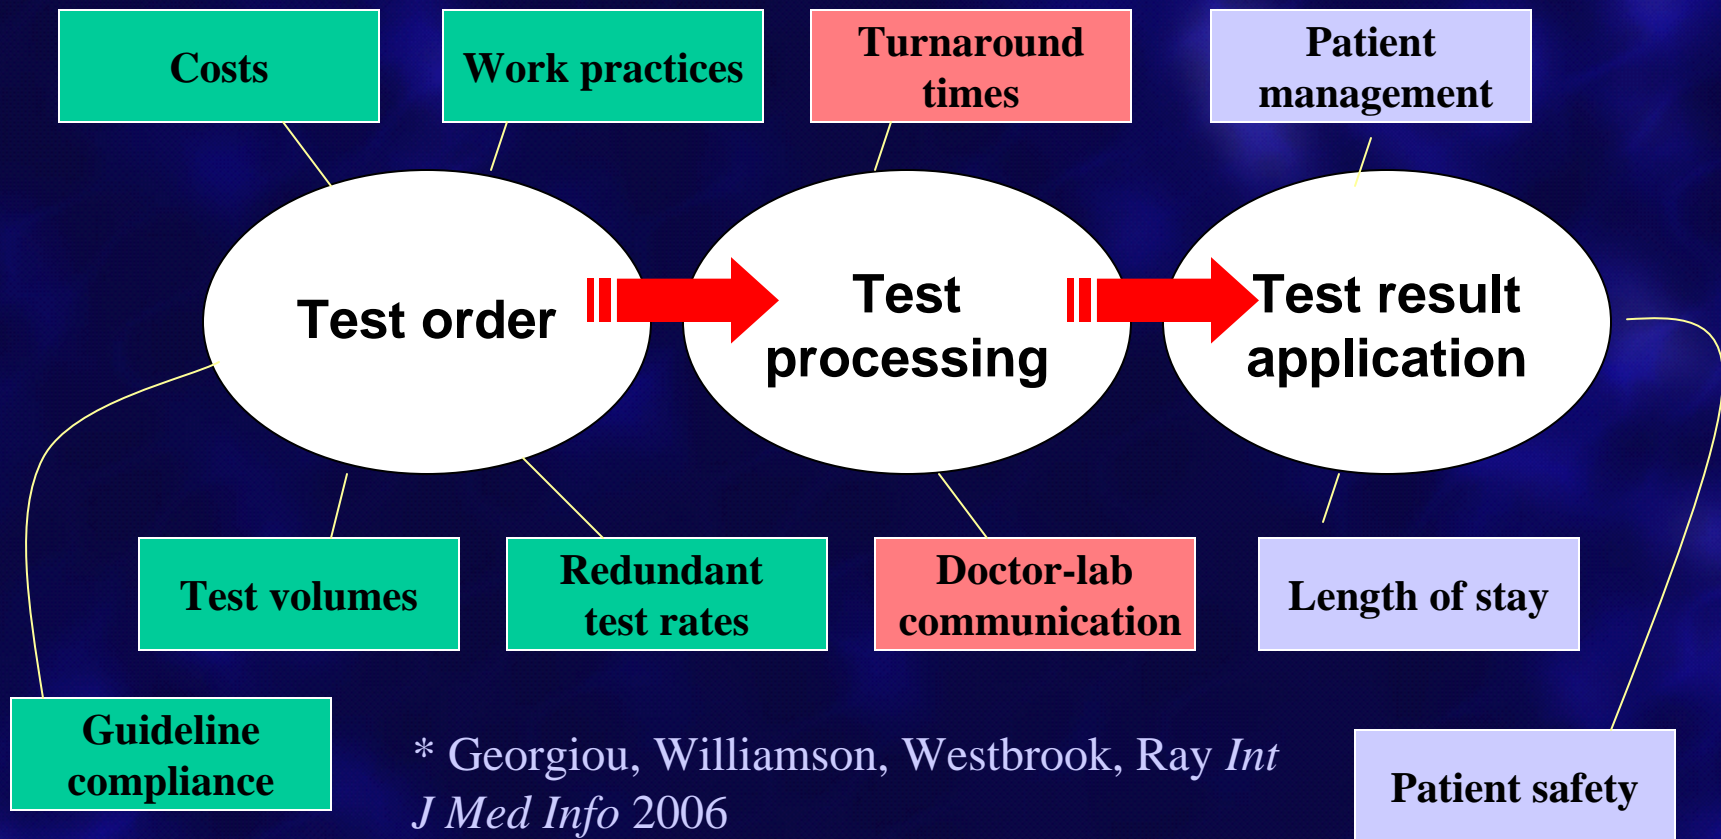 Costs
Work practices
Turnaround
times
Patient
management
Test order
Test
processing
Test result
application
Test volumes
Redundant
test rates
Doctor-lab
communication
Length of stay
Guideline
compliance
* Georgiou, Williamson, Westbrook, Ray Int
J Med Info 2006
Patient safety